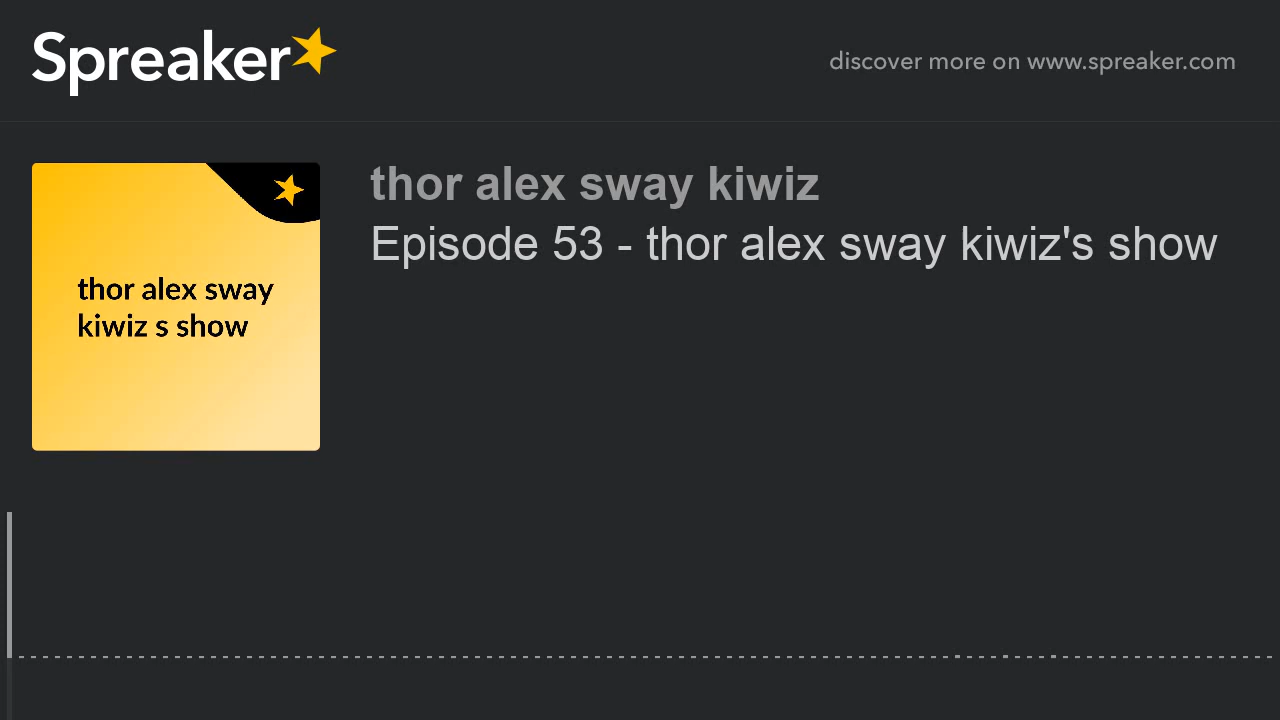 Spreaker
discover more on www.spreaker.com
thor alex sway kiwiz
Episode 53 - thor alex sway kiwiz's show
thor alex sway
kiwiz s show